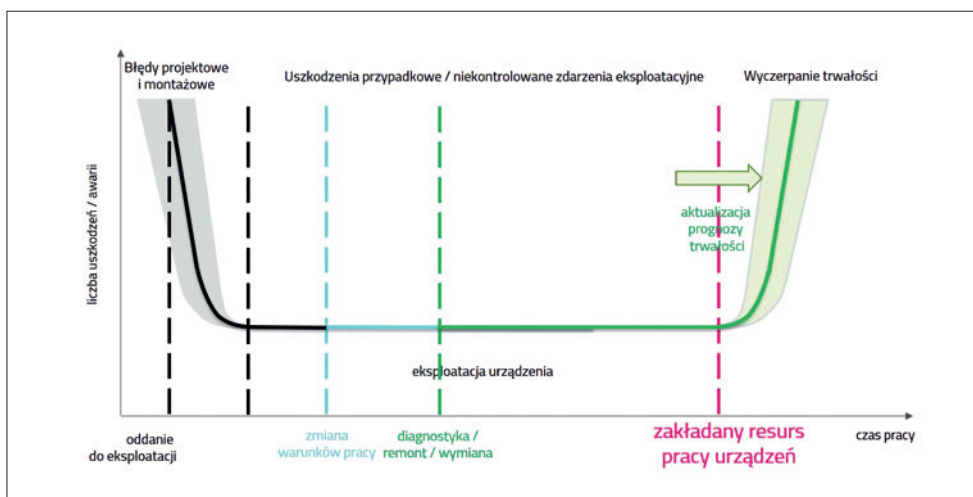 Błędy projektowe
i montażowe
Uszkodzenia przypadkowe / niekontrolowane zdarzenia eksploatacyjne
Wyczerpanie trwałości
liczba uszkodzeń / awarii
aktualizacja
prognozy
trwałości
eksploatacja urządzenia
oddanie
do eksploatacji
zmiana
warunków pracy
diagnostyka /
remont / wymiana
zakładany resurs
pracy urządzeń
czas pracy